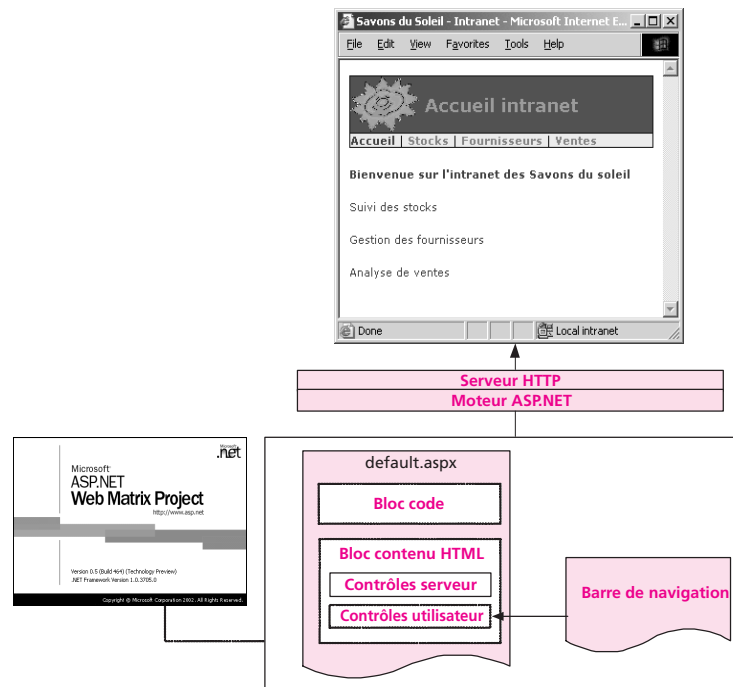 Savons du Soleil - Intranet - Microsoft Internet E...
File Edit View Favorites Tools Help
Accueil intranet
Accueil | Stocks | Fournisseurs | Ventes
Bienvenue sur l'intranet des Savons du soleil
Suivi des stocks
Gestion des fournisseurs
Analyse de ventes
Done
Local intranet
Serveur HTTP
Moteur ASP.NET
Microsoft
.net
Microsoft
ASP.NET
Web Matrix Project
http://www.asp.net
Version 0.5 (Build 464) (Technology Preview)
.NET Framework Version 1.0.3705.0
Copyright © Microsoft Corporation 2002. All Rights Reserved.
default.aspx
Bloc code
Bloc contenu HTML
Contrôles serveur
Contrôles utilisateur
Barre de navigation